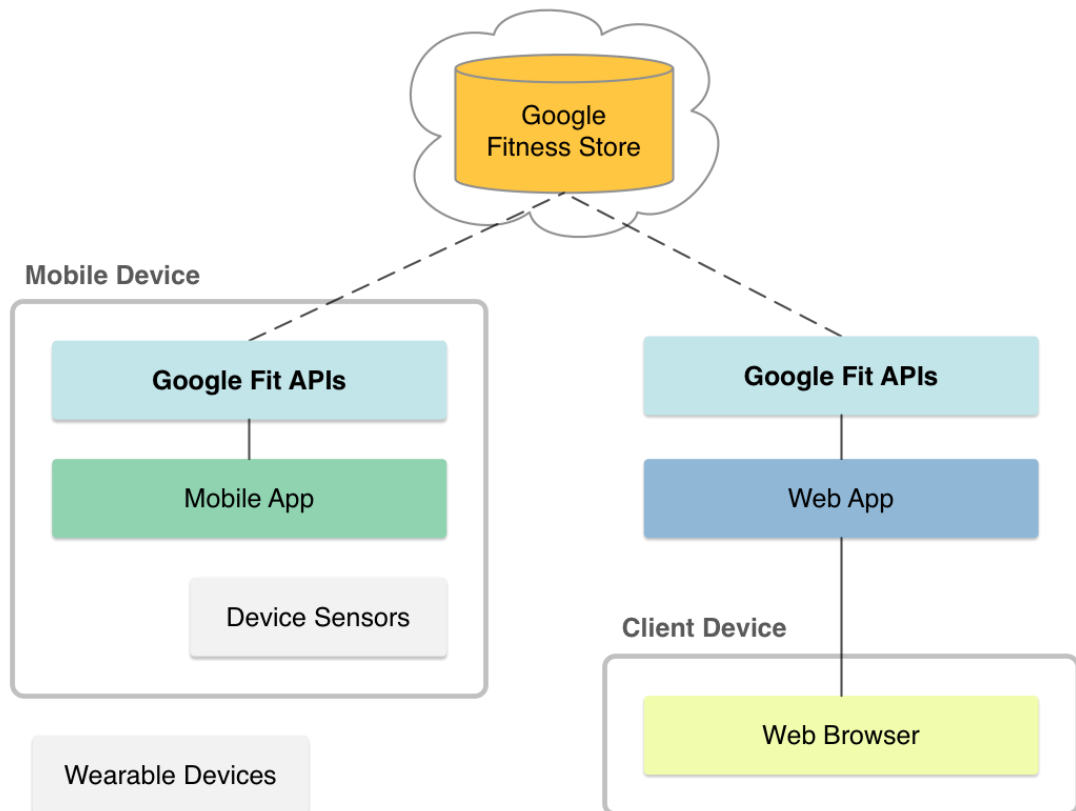 Google
Fitness Store
Mobile Device
Google Fit APIs
Google Fit APIs
Mobile App
Web App
Device Sensors
Client Device
Web Browser
Wearable Devices